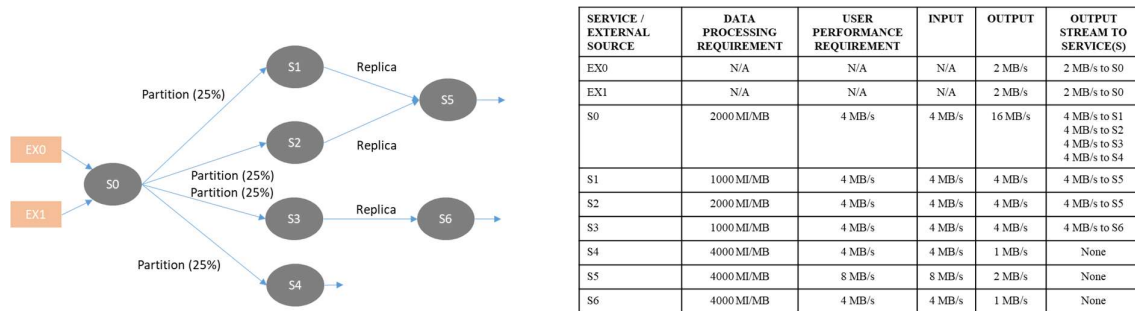 S1
Replica
Partition (25%)
S5
S2
EX0
Replica
Partition (25%)
S0
Partition (25%)
EX1
Replica
S3
S6
Partition (25%)
S4
SERVICE / EXTERNAL SOURCE DATA PROCESSING REQUIREMENT USER PERFORMANCE REQUIREMENT INPUT OUTPUT OUTPUT STREAM TO SERVICE(S)
EX0 N/A N/A N/A 2 MB/s 2 MB/s to S0
EX1 N/A N/A N/A 2 MB/s 2 MB/s to S0
S0 2000 MI/MB 4 MB/s 4 MB/s 16 MB/s 4 MB/s to S1
4 MB/s to S2
4 MB/s to S3
4 MB/s to S4
S1 1000 MI/MB 4 MB/s 4 MB/s 4 MB/s 4 MB/s to S5
S2 2000 MI/MB 4 MB/s 4 MB/s 4 MB/s 4 MB/s to S5
S3 1000 MI/MB 4 MB/s 4 MB/s 4 MB/s 4 MB/s to S6
S4 4000 MI/MB 4 MB/s 4 MB/s 1 MB/s None
S5 4000 MI/MB 8 MB/s 8 MB/s 2 MB/s None
S6 4000 MI/MB 4 MB/s 4 MB/s 1 MB/s None